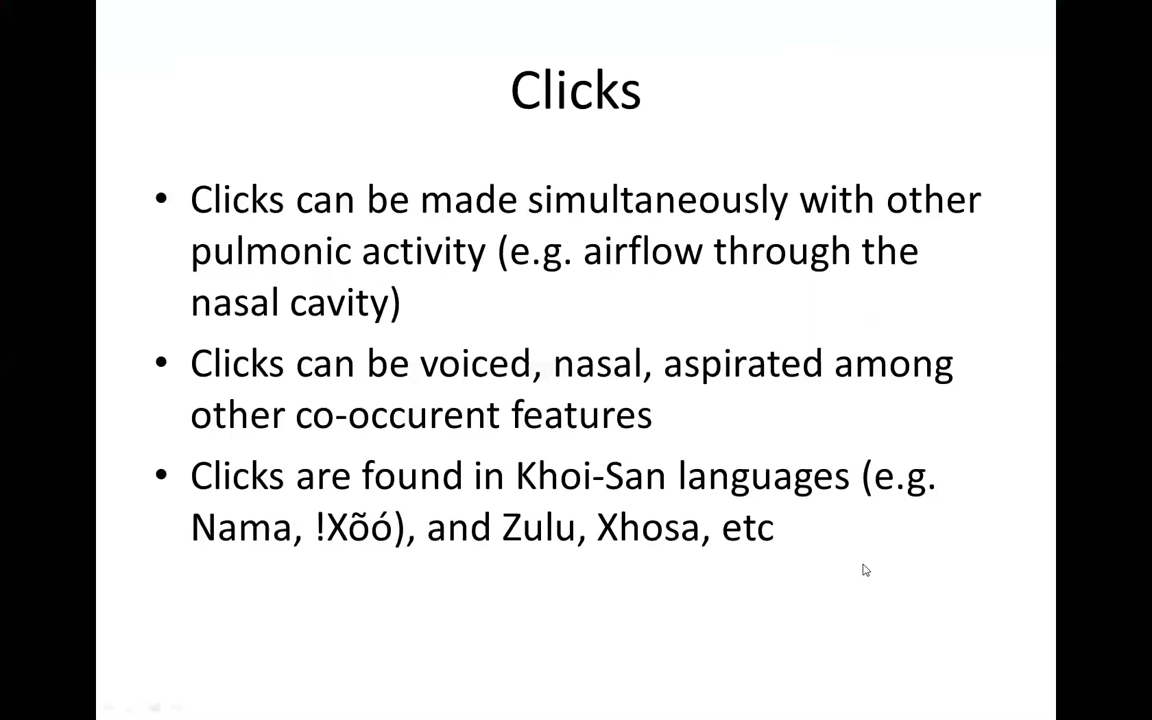 Clicks
• Clicks can be made simultaneously with other
pulmonic activity (e.g. airflow through the
nasal cavity)
• Clicks can be voiced, nasal, aspirated among
other co-occurent features
• Clicks are found in Khoi-San languages (e.g.
Nama, !Xõó), and Zulu, Xhosa, etc